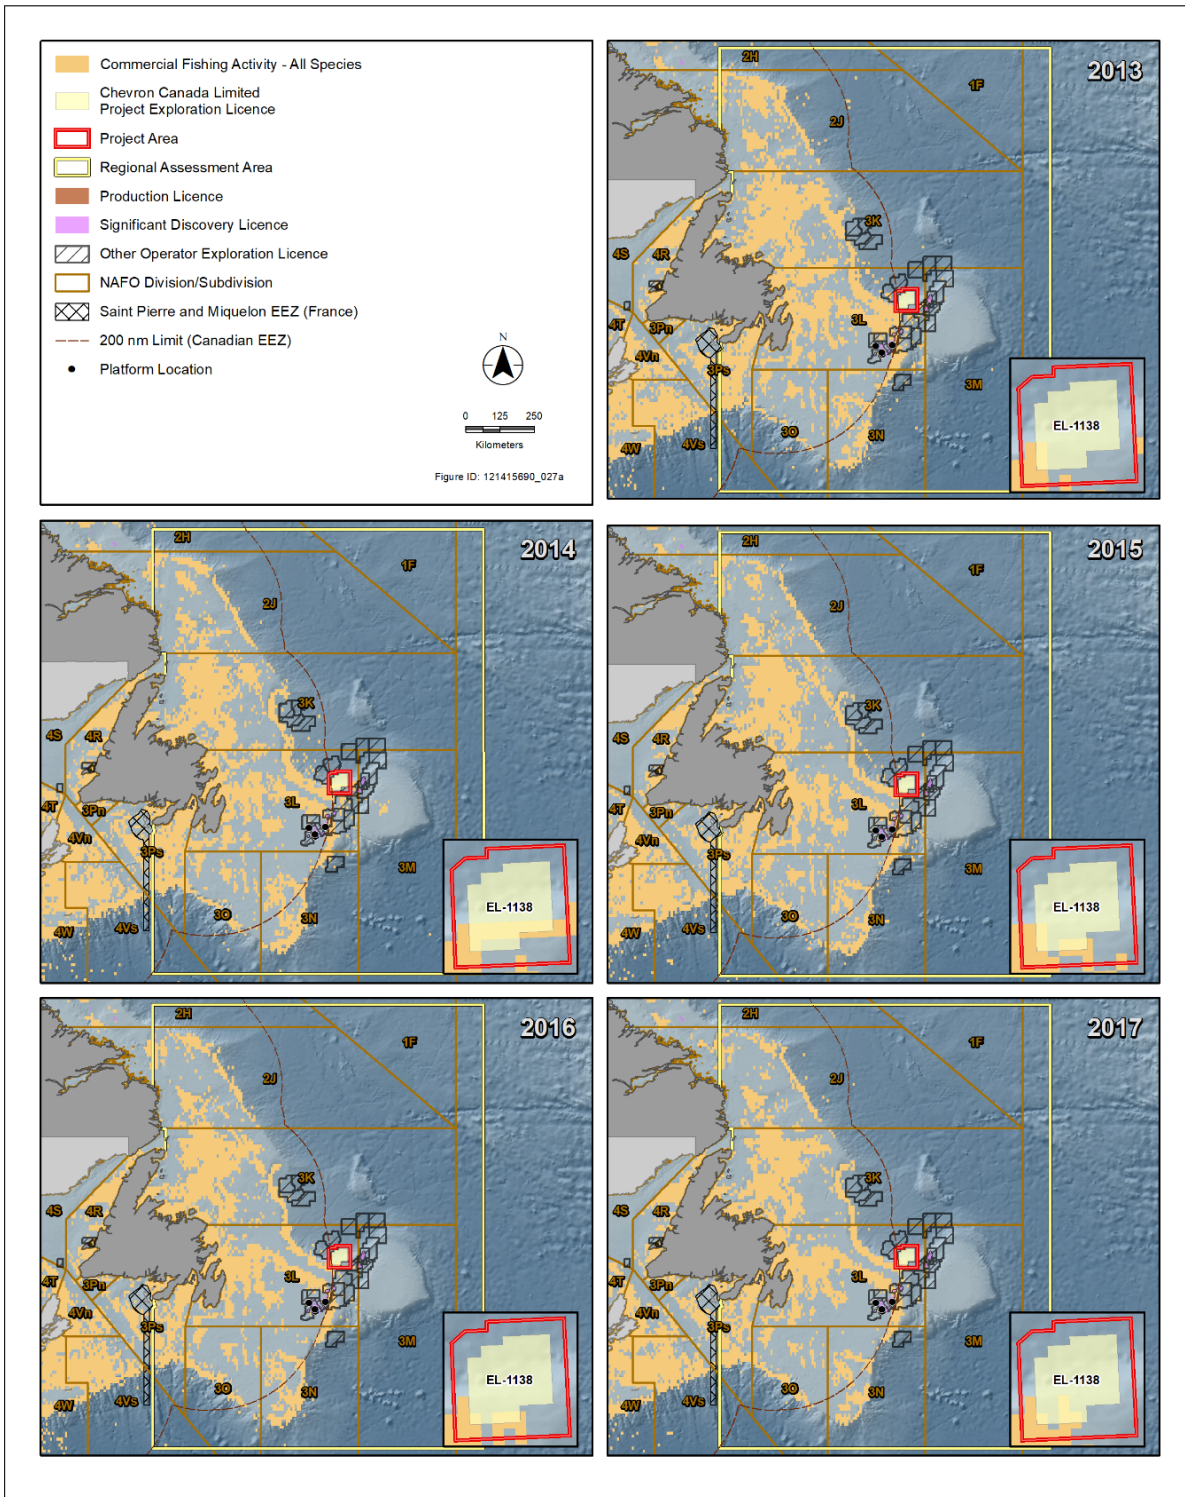 Commercial Fishing Activity - All Species
Chevron Canada Limited
Project Exploration Licence
Project Area
Regional Assessment Area
Production Licence
Significant Discovery Licence
Other Operator Exploration Licence
NAFO Division/Subdivision
Saint Pierre and Miquelon EEZ (France)
200 nm Limit (Canadian EEZ)
Platform Location
N
0 125 250
Kilometers
Figure ID: 121415690_027a
2013
2H
1F
2J
3K
4S
4R
4T
3Pn
3L
4Vn
3Ps
3M
3O
3N
4W
4Vs
EL-1138
2014
2H
1F
2J
3K
4S
4R
4T
3Pn
3L
4Vn
3Ps
3M
3O
3N
4W
4Vs
EL-1138
2015
2H
1F
2J
3K
4S
4R
4T
3Pn
3L
4Vn
3Ps
3M
3O
3N
4W
4Vs
EL-1138
2016
2H
1F
2J
3K
4S
4R
4T
3Pn
3L
4Vn
3Ps
3M
3O
3N
4W
4Vs
EL-1138
2017
2H
1F
2J
3K
4S
4R
4T
3Pn
3L
4Vn
3Ps
3M
3O
3N
4W
4Vs
EL-1138